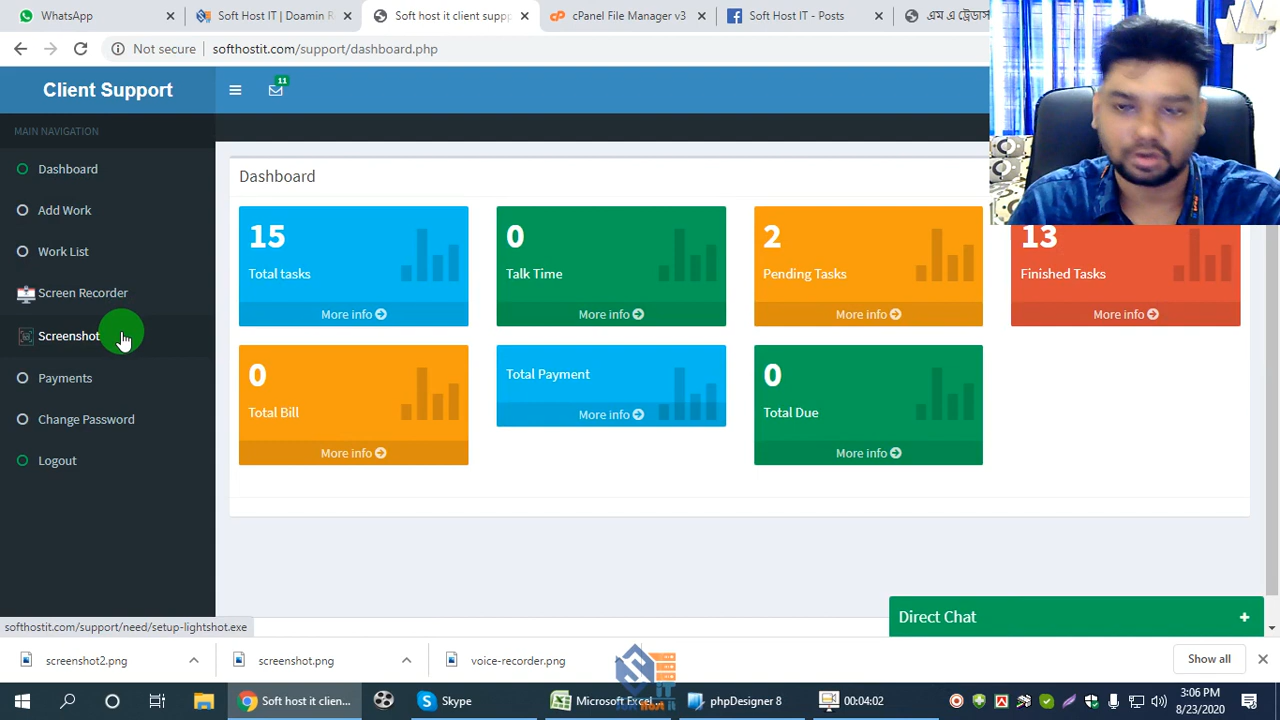 WhatsApp
Soft Host IT | Doamin R
Soft host it client supp
cPanel File Manager v3
Soft Host IT - Posts
এম এ ট্রেডার্স
Not secure
softhostit.com/support/dashboard.php
Client Support
11
MAIN NAVIGATION
Dashboard
Add Work
Work List
Screen Recorder
Screenshot
Payments
Change Password
Logout
Dashboard
15
Total tasks
More info
0
Talk Time
More info
2
Pending Tasks
More info
13
Finished Tasks
More info
0
Total Bill
More info
Total Payment
More info
0
Total Due
More info
Direct Chat
softhostit.com/support/need/setup-lightshot.exe
screenshot2.png
screenshot.png
voice-recorder.png
Show all
Soft host it clien...
Skype
Microsoft Excel...
phpDesigner 8
00:04:02
3:06 PM
8/23/2020